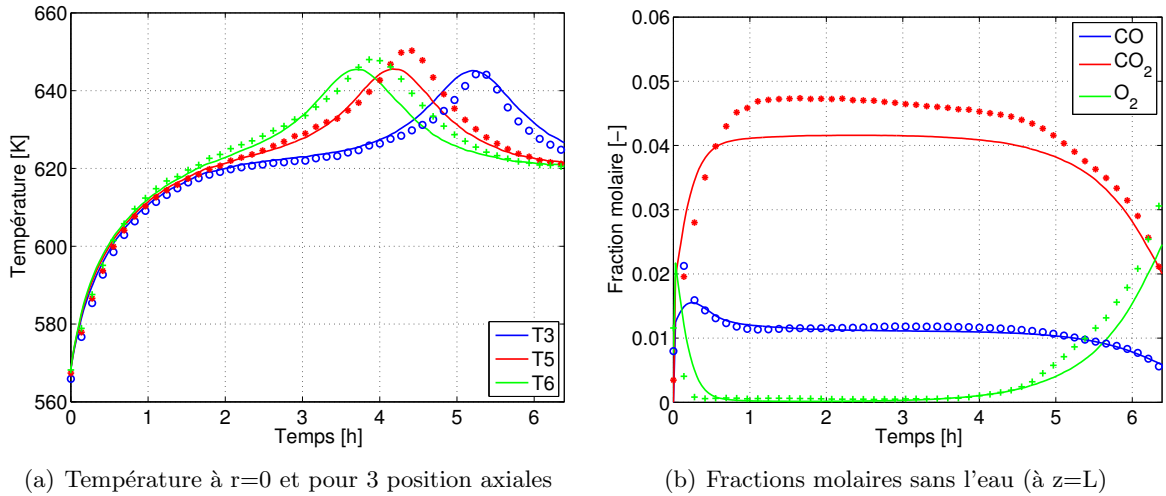 660
640
620
600
580
560
Température [K]
0 1 2 3 4 5 6
Temps [h]
T3
T5
T6
(a) Température à r=0 et pour 3 position axiales
0.06
0.05
0.04
0.03
0.02
0.01
0
Fraction molaire [−]
0 1 2 3 4 5 6
Temps [h]
CO
CO₂
O₂
(b) Fractions molaires sans l'eau (à z=L)